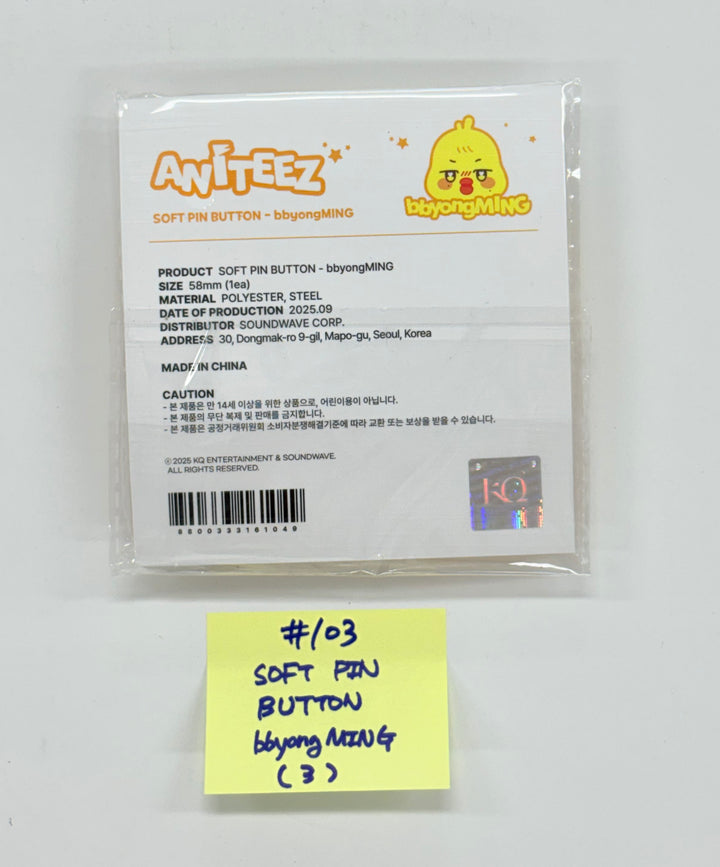 ANITEEZ
SOFT PIN BUTTON - bbyongMING
bbyongMING
PRODUCT SOFT PIN BUTTON - bbyongMING
SIZE 58mm (1ea)
MATERIAL POLYESTER, STEEL
DATE OF PRODUCTION 2025.09
DISTRIBUTOR SOUNDWAVE CORP.
ADDRESS 30, Dongmak-ro 9-gil, Mapo-gu, Seoul, Korea
MADE IN CHINA
CAUTION
- 본 제품은 만 14세 이상을 위한 상품으로, 어린이용이 아닙니다.
- 본 제품의 무단 복제 및 판매를 금지합니다.
- 본 제품은 공정거래위원회 소비자분쟁해결기준에 따라 교환 또는 보상을 받을 수 있습니다.
ⓒ 2025 KQ ENTERTAINMENT & SOUNDWAVE.
ALL RIGHTS RESERVED.
8800333161049
KQ
#103
SOFT PIN
BUTTON
bbyong MING
(3)